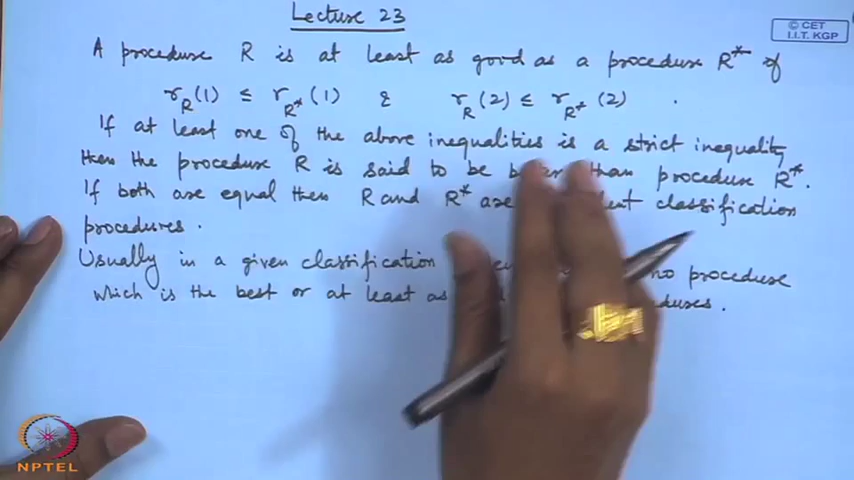 Lecture 23
© CET
I.I.T. KGP
A procedure R is at least as good as a procedure R* if
r_R(1) ≤ r_R*(1) & r_R(2) ≤ r_R*(2) .
If at least one of the above inequalities is a strict inequality
then the procedure R is said to be than procedure R*.
If both are equal then R and R* are classification
procedures.
Usually in a given classification no procedure
which is the best or at least as
NPTEL